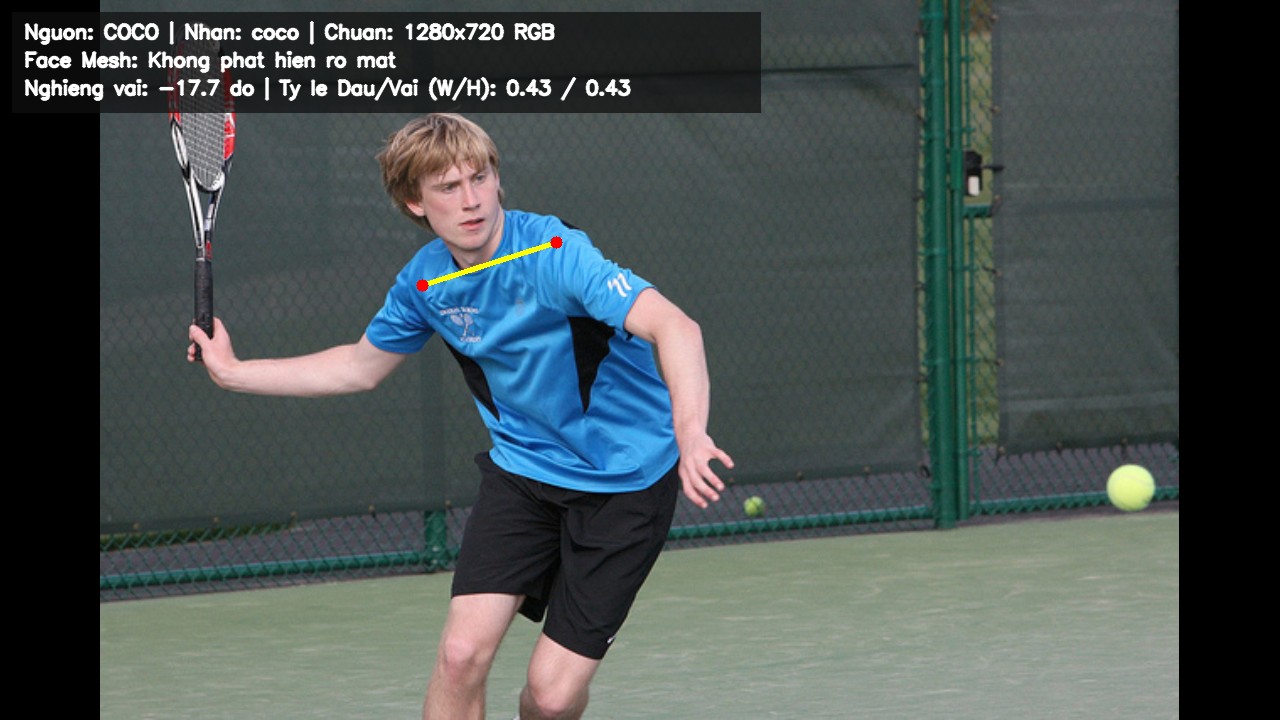 Nguon: COCO | Nhan: coco | Chuan: 1280x720 RGB
Face Mesh: Khong phat hien ro mat
Nghieng vai: -17.7 do | Ty le Dau/Vai (W/H): 0.43 / 0.43